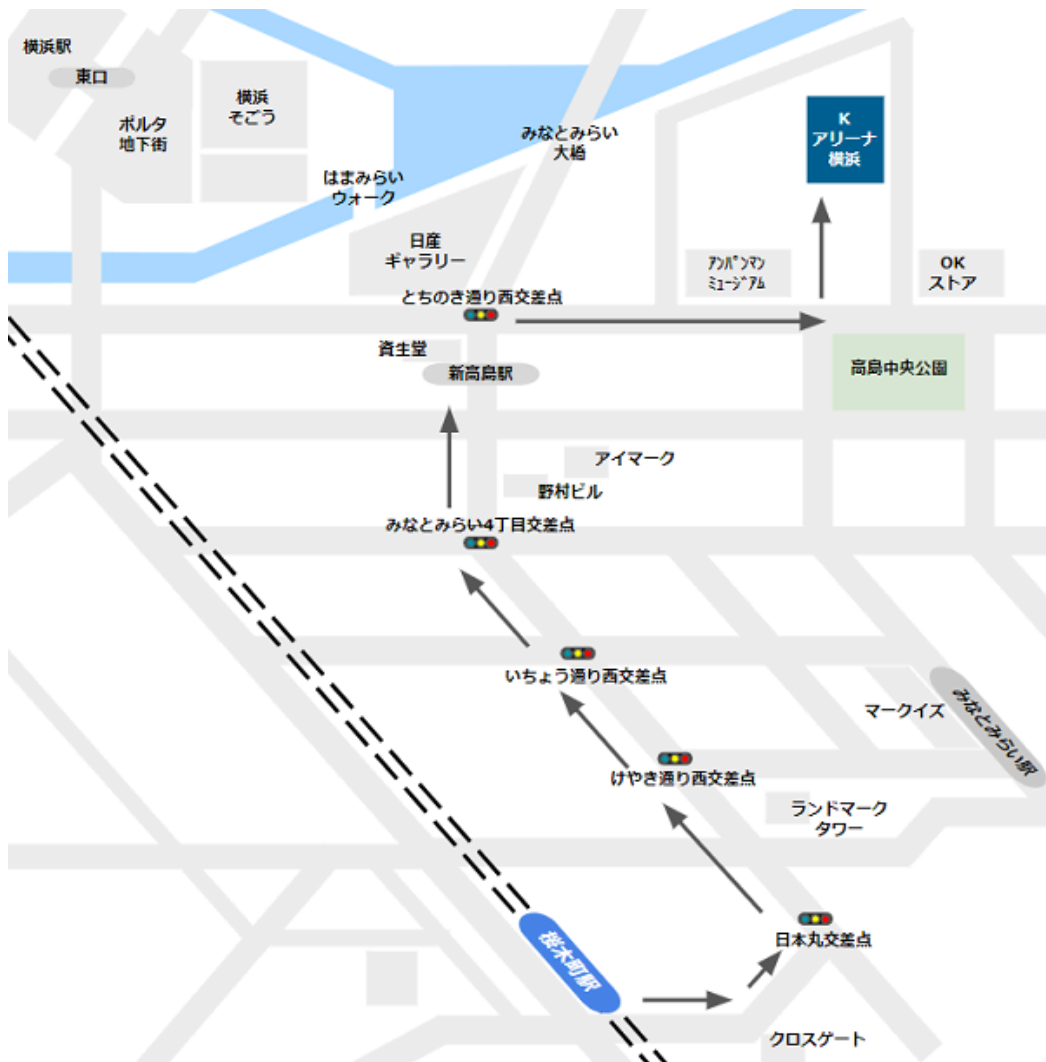 横浜駅
東口
ポルタ
地下街
横浜
そごう
はまみらい
ウォーク
みなとみらい
大橋
K
アリーナ
横浜
日産
ギャラリー
アンパンマン
ミュージアム
OK
ストア
とちのき通り西交差点
資生堂
新高島駅
高島中央公園
アイマーク
野村ビル
みなとみらい4丁目交差点
いちょう通り西交差点
マークイズ
みなとみらい駅
けやき通り西交差点
ランドマーク
タワー
日本丸交差点
桜木町駅
クロスゲート